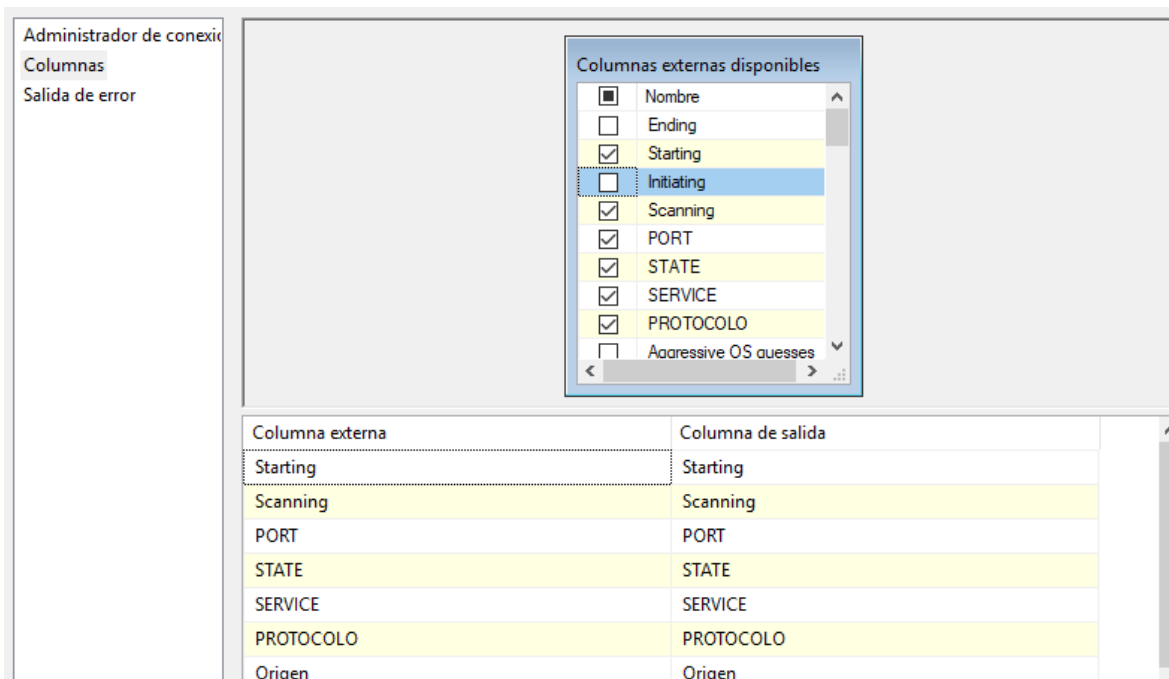 Administrador de conexi
Columnas
Salida de error
Columnas externas disponibles
Nombre
Ending
Starting
Initiating
Scanning
PORT
STATE
SERVICE
PROTOCOLO
Aggressive OS guesses
Columna externa Columna de salida
Starting Starting
Scanning Scanning
PORT PORT
STATE STATE
SERVICE SERVICE
PROTOCOLO PROTOCOLO
Origen Origen